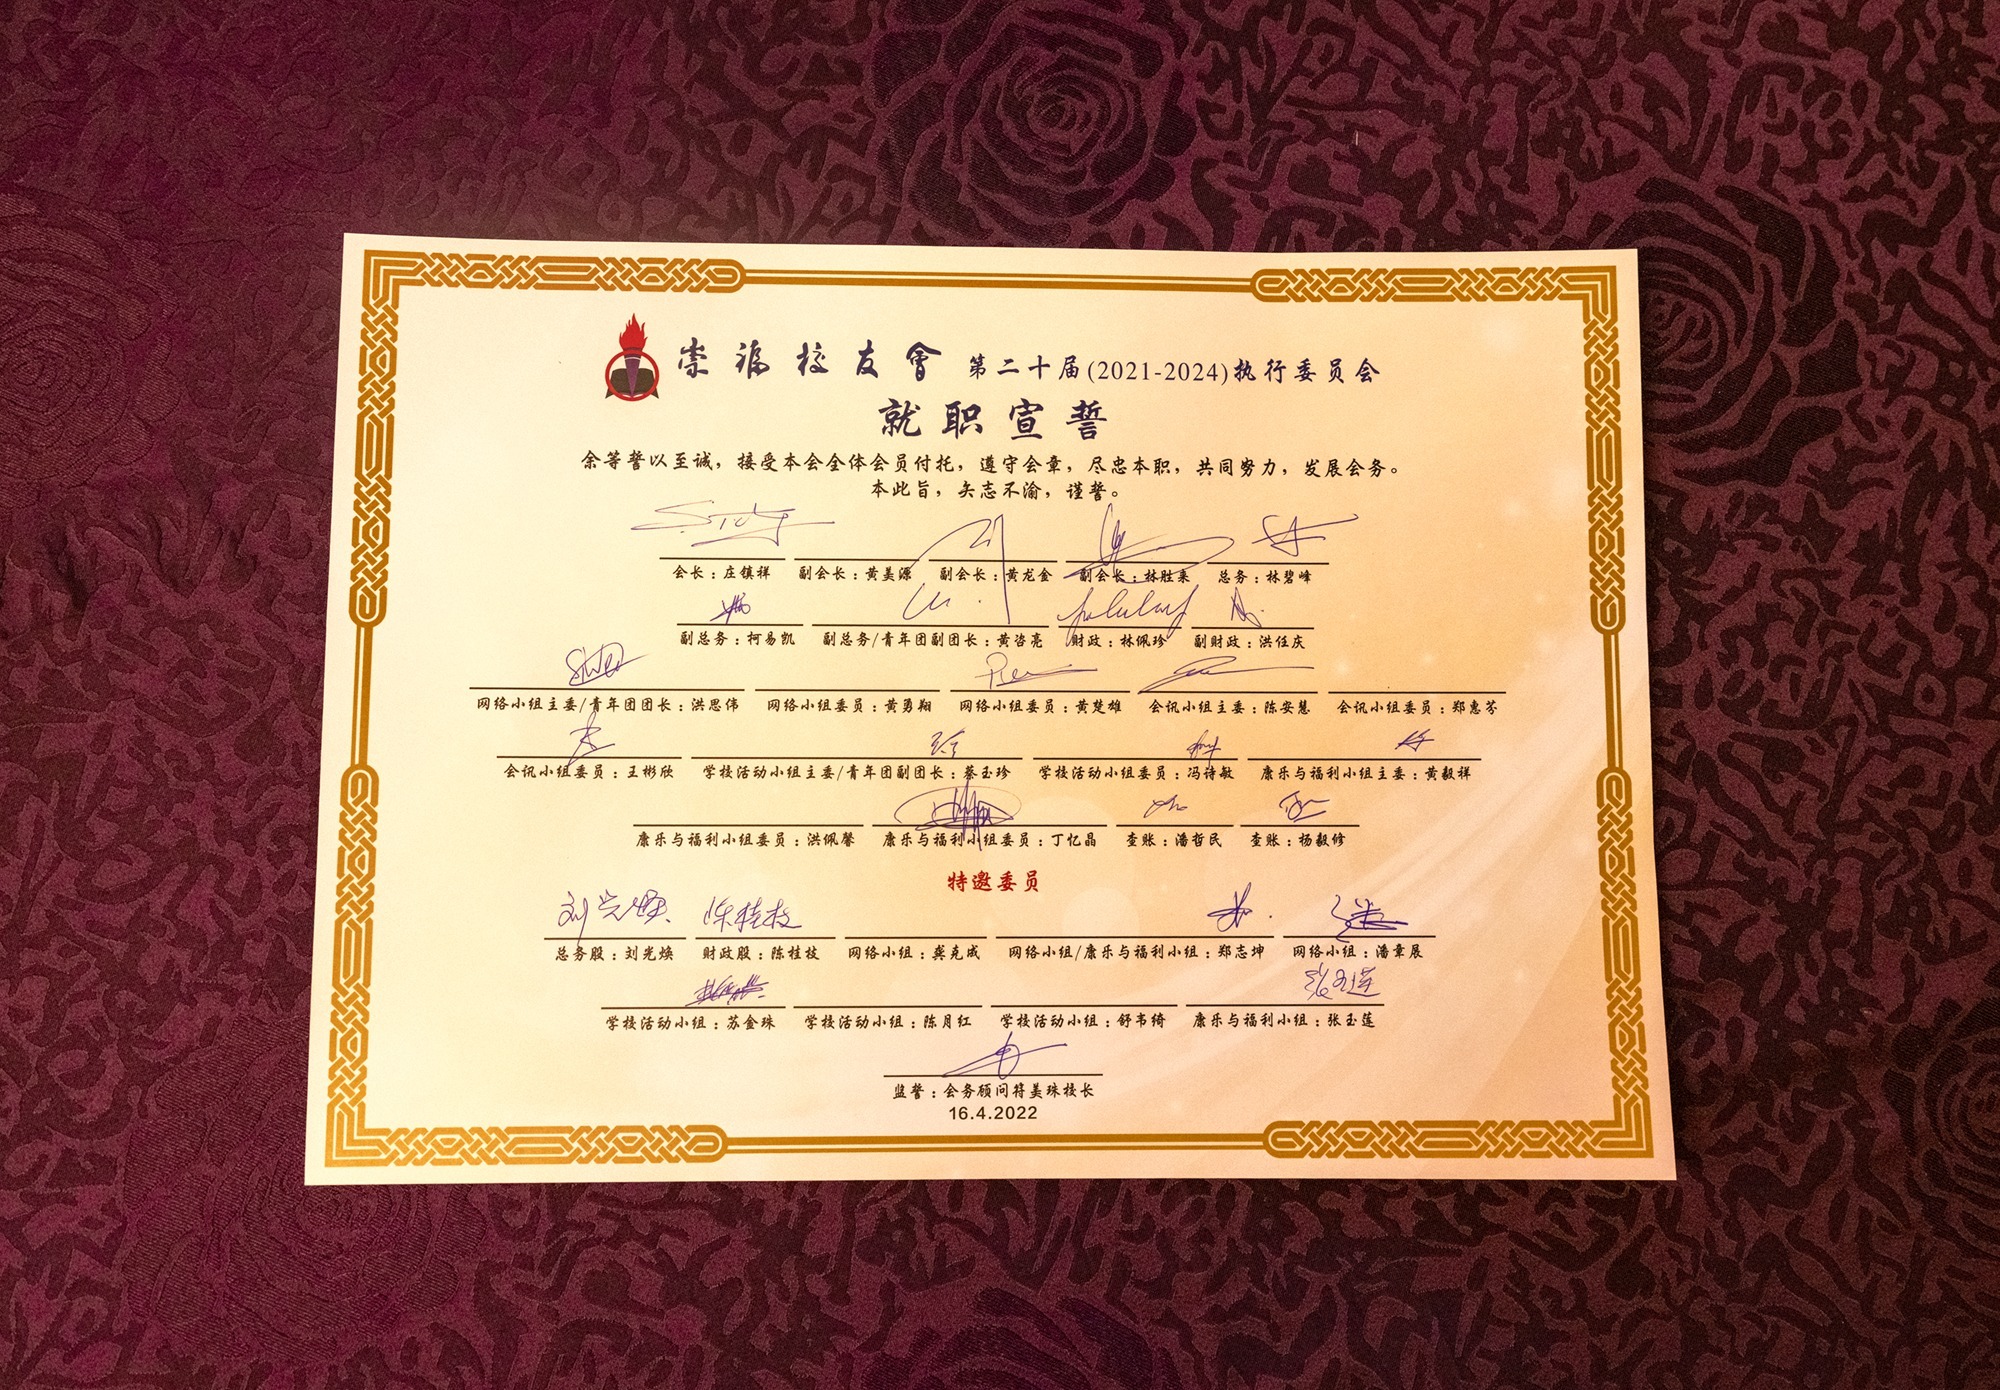 崇福校友會 第二十届(2021-2024)执行委员会
就职宣誓
余等誓以至诚，接受本会全体会员付托，遵守会章，尽忠本职，共同努力，发展会务。
本此旨，矢志不渝，谨誓。
会长：庄镇祥 副会长：黄美源 副会长：黄龙金 副会长：林胜来 总务：林碧峰
副总务：柯易凯 副总务/青年团副团长：黄咨亮 财政：林佩珍 副财政：洪任庆
网络小组主委/青年团团长：洪思伟 网络小组委员：黄勇翔 网络小组委员：黄楚雄 会讯小组主委：陈安慧 会讯小组委员：郑惠芬
会讯小组委员：王彬欣 学校活动小组主委/青年团副团长：蔡玉珍 学校活动小组委员：冯诗敏 康乐与福利小组主委：黄毅祥
康乐与福利小组委员：洪佩馨 康乐与福利小组委员：丁忆晶 查账：潘哲民 查账：杨毅修
特邀委员
刘光焕 陈桂枝
总务股：刘光焕 财政股：陈桂枝 网络小组：龚克成 网络小组/康乐与福利小组：郑志坤 网络小组：潘章展
张玉莲
学校活动小组：苏金珠 学校活动小组：陈月红 学校活动小组：舒韦绮 康乐与福利小组：张玉莲
监誓：会务顾问符美珠校长
16.4.2022